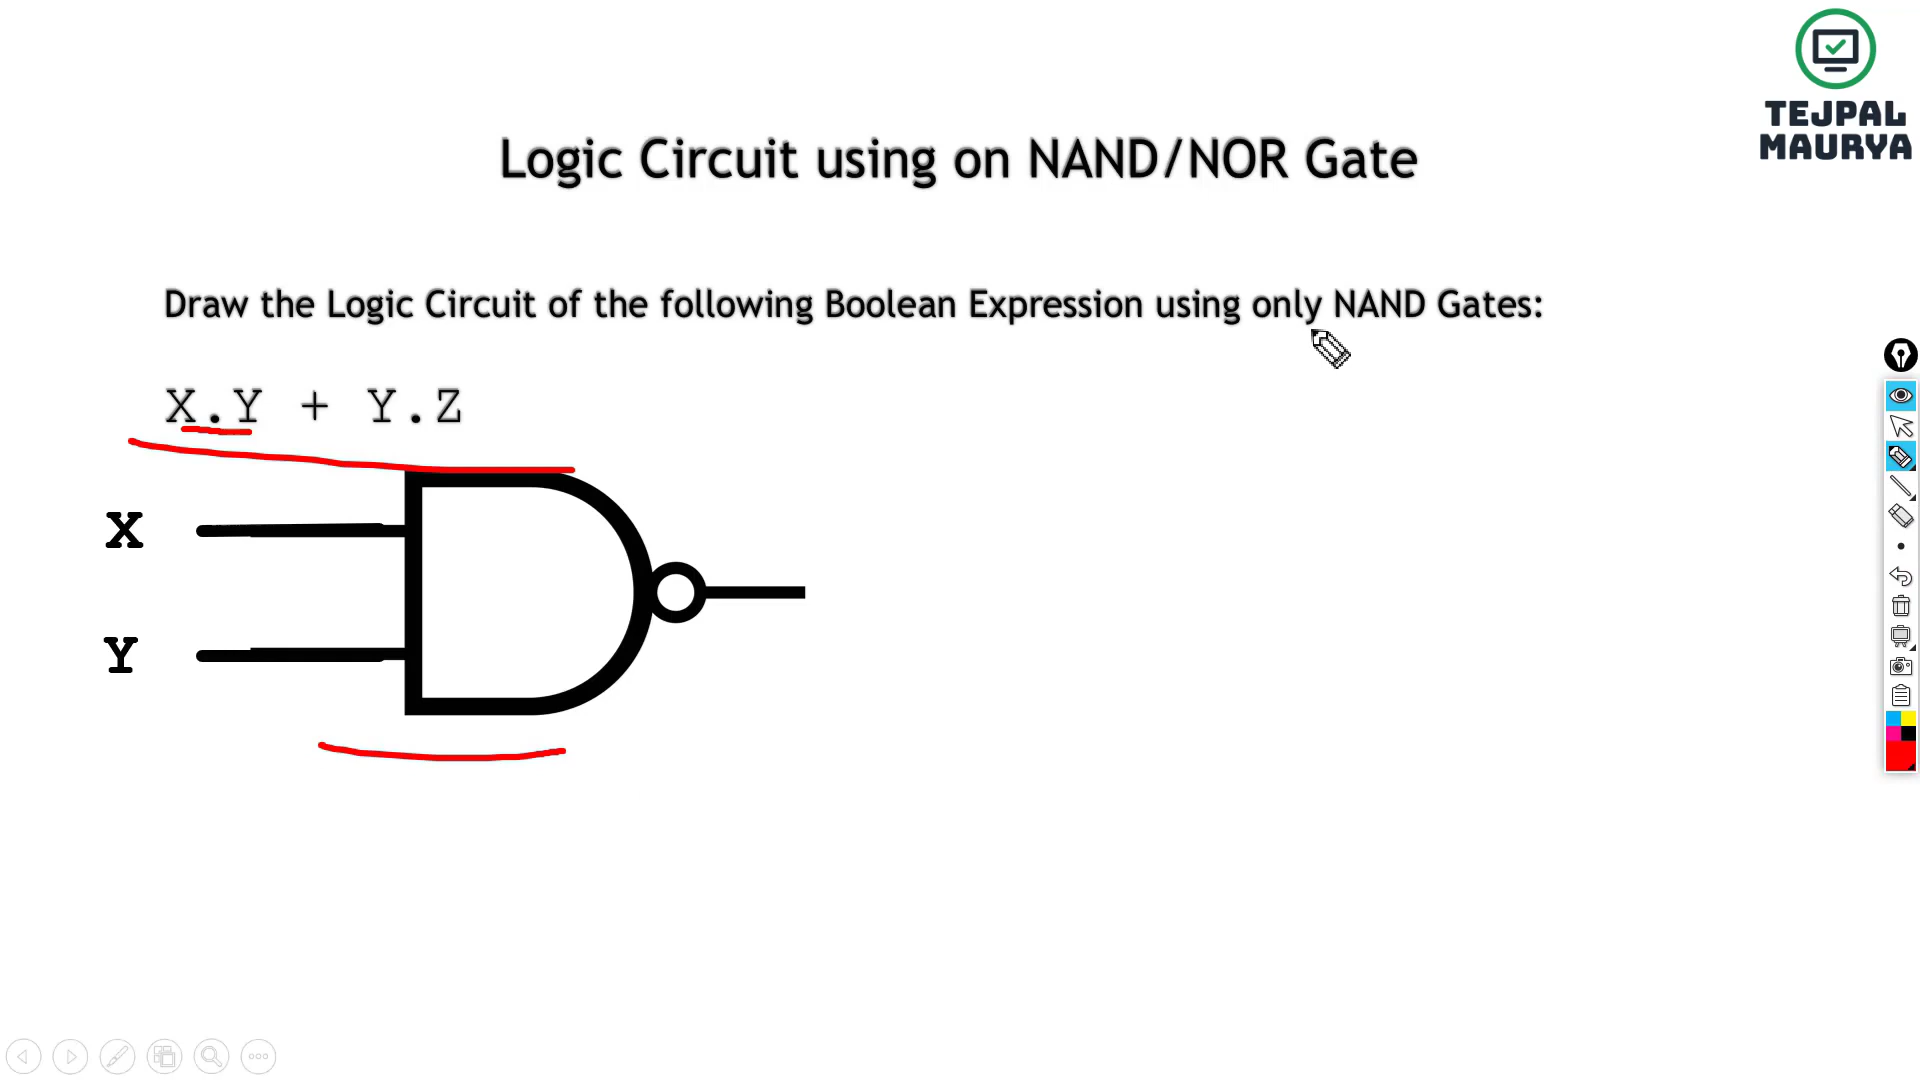 TEJPAL
MAURYA
Logic Circuit using on NAND/NOR Gate
Draw the Logic Circuit of the following Boolean Expression using only NAND Gates:
X.Y + Y.Z
X
Y